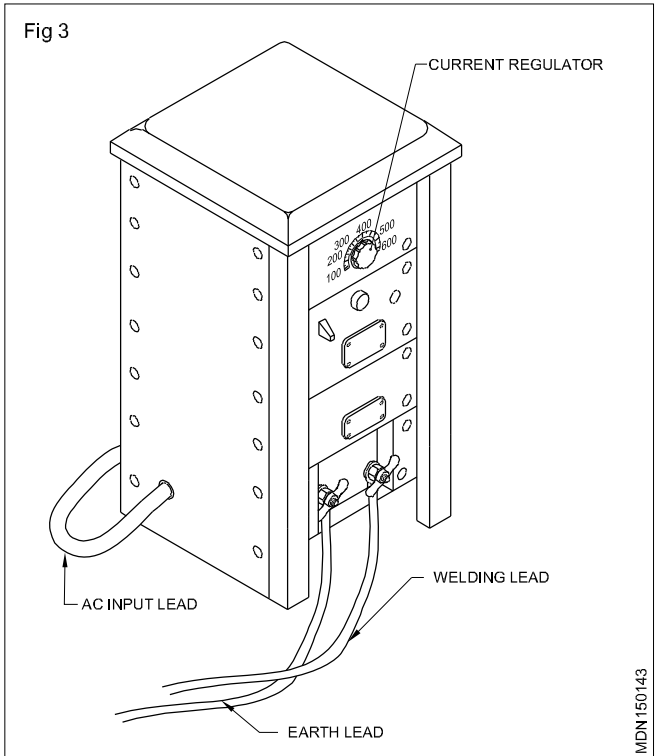 Fig 3
CURRENT REGULATOR
100
200
300
400
500
600
AC INPUT LEAD
WELDING LEAD
EARTH LEAD
MDN150143